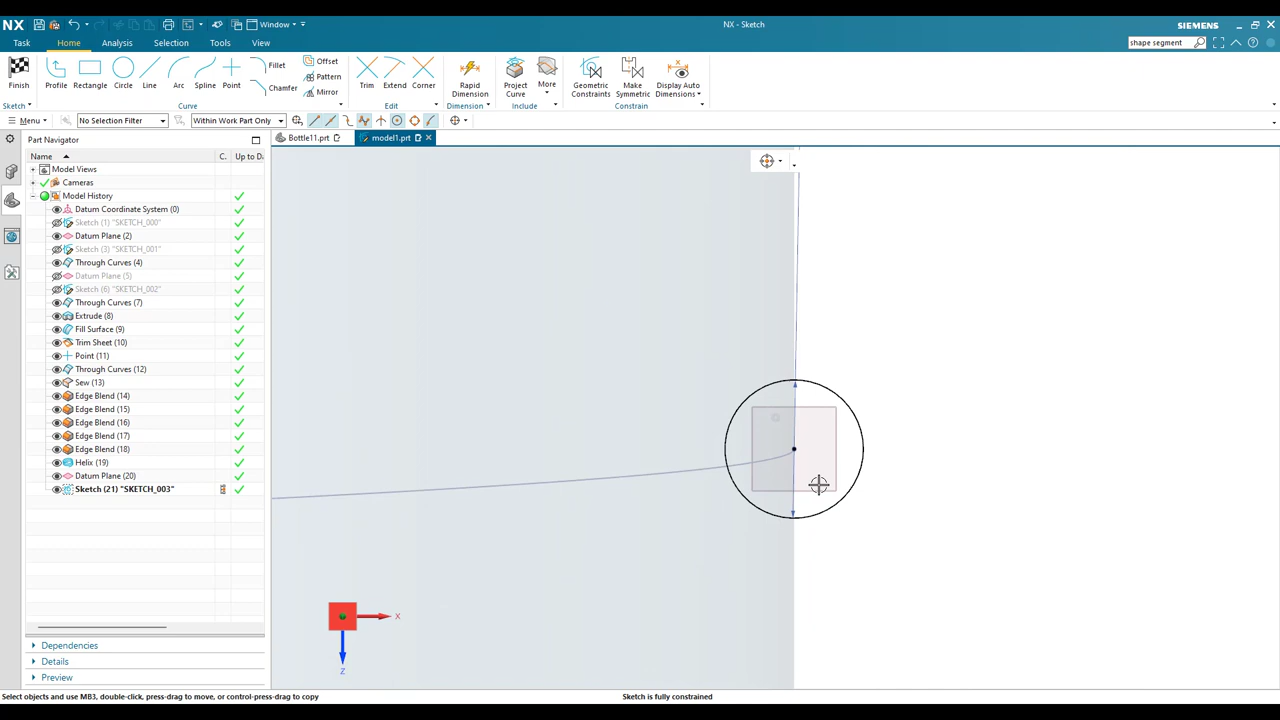 NX
Window
NX - Sketch
SIEMENS
Task
Home
Analysis
Selection
Tools
View
shape segment
Finish
Profile
Rectangle
Circle
Line
Arc
Spline
Point
Fillet
Chamfer
Offset
Pattern
Mirror
Trim
Extend
Corner
Rapid
Dimension
Project
Curve
More
Geometric
Constraints
Make
Symmetric
Display Auto
Dimensions
Sketch
Curve
Edit
Dimension
Include
Constrain
Menu
No Selection Filter
Within Work Part Only
Part Navigator
Bottle11.prt
model1.prt
Name
C.
Up to Da
Model Views
Cameras
Model History
Datum Coordinate System (0)
Sketch (1) "SKETCH_000"
Datum Plane (2)
Sketch (3) "SKETCH_001"
Through Curves (4)
Datum Plane (5)
Sketch (6) "SKETCH_002"
Through Curves (7)
Extrude (8)
Fill Surface (9)
Trim Sheet (10)
Point (11)
Through Curves (12)
Sew (13)
Edge Blend (14)
Edge Blend (15)
Edge Blend (16)
Edge Blend (17)
Edge Blend (18)
Helix (19)
Datum Plane (20)
Sketch (21) "SKETCH_003"
X
Z
Dependencies
Details
Preview
Select objects and use MB3, double-click, press-drag to move, or control-press-drag to copy
Sketch is fully constrained